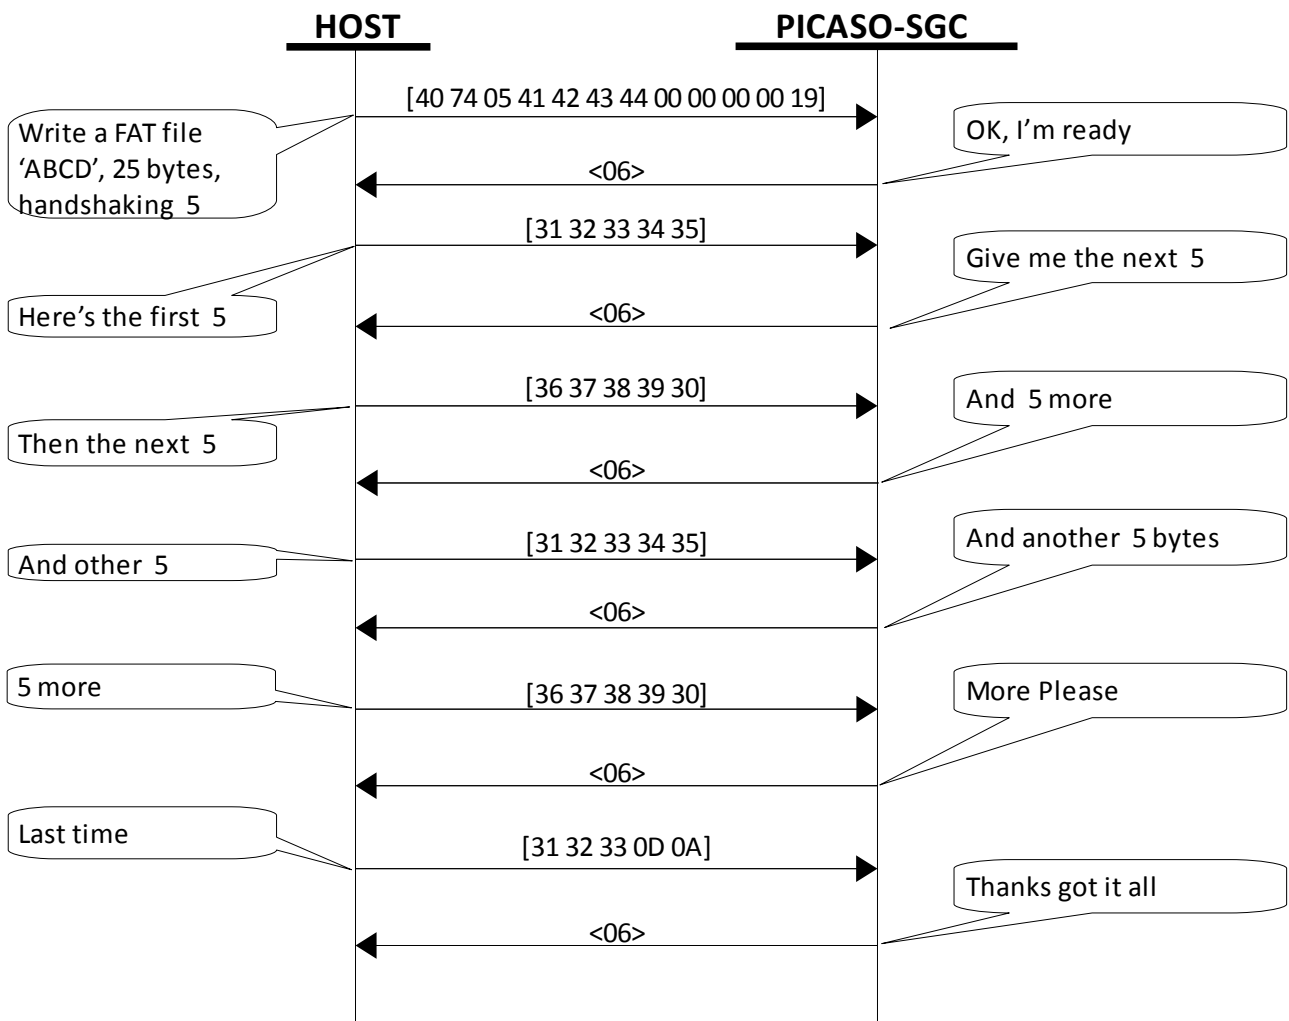 HOST
PICASO-SGC
[40 74 05 41 42 43 44 00 00 00 00 19]
Write a FAT file
‘ABCD’, 25 bytes,
handshaking 5
OK, I’m ready
<06>
[31 32 33 34 35]
Give me the next 5
Here’s the first 5
<06>
[36 37 38 39 30]
And 5 more
Then the next 5
<06>
[31 32 33 34 35]
And another 5 bytes
And other 5
<06>
5 more
[36 37 38 39 30]
More Please
<06>
Last time
[31 32 33 0D 0A]
Thanks got it all
<06>